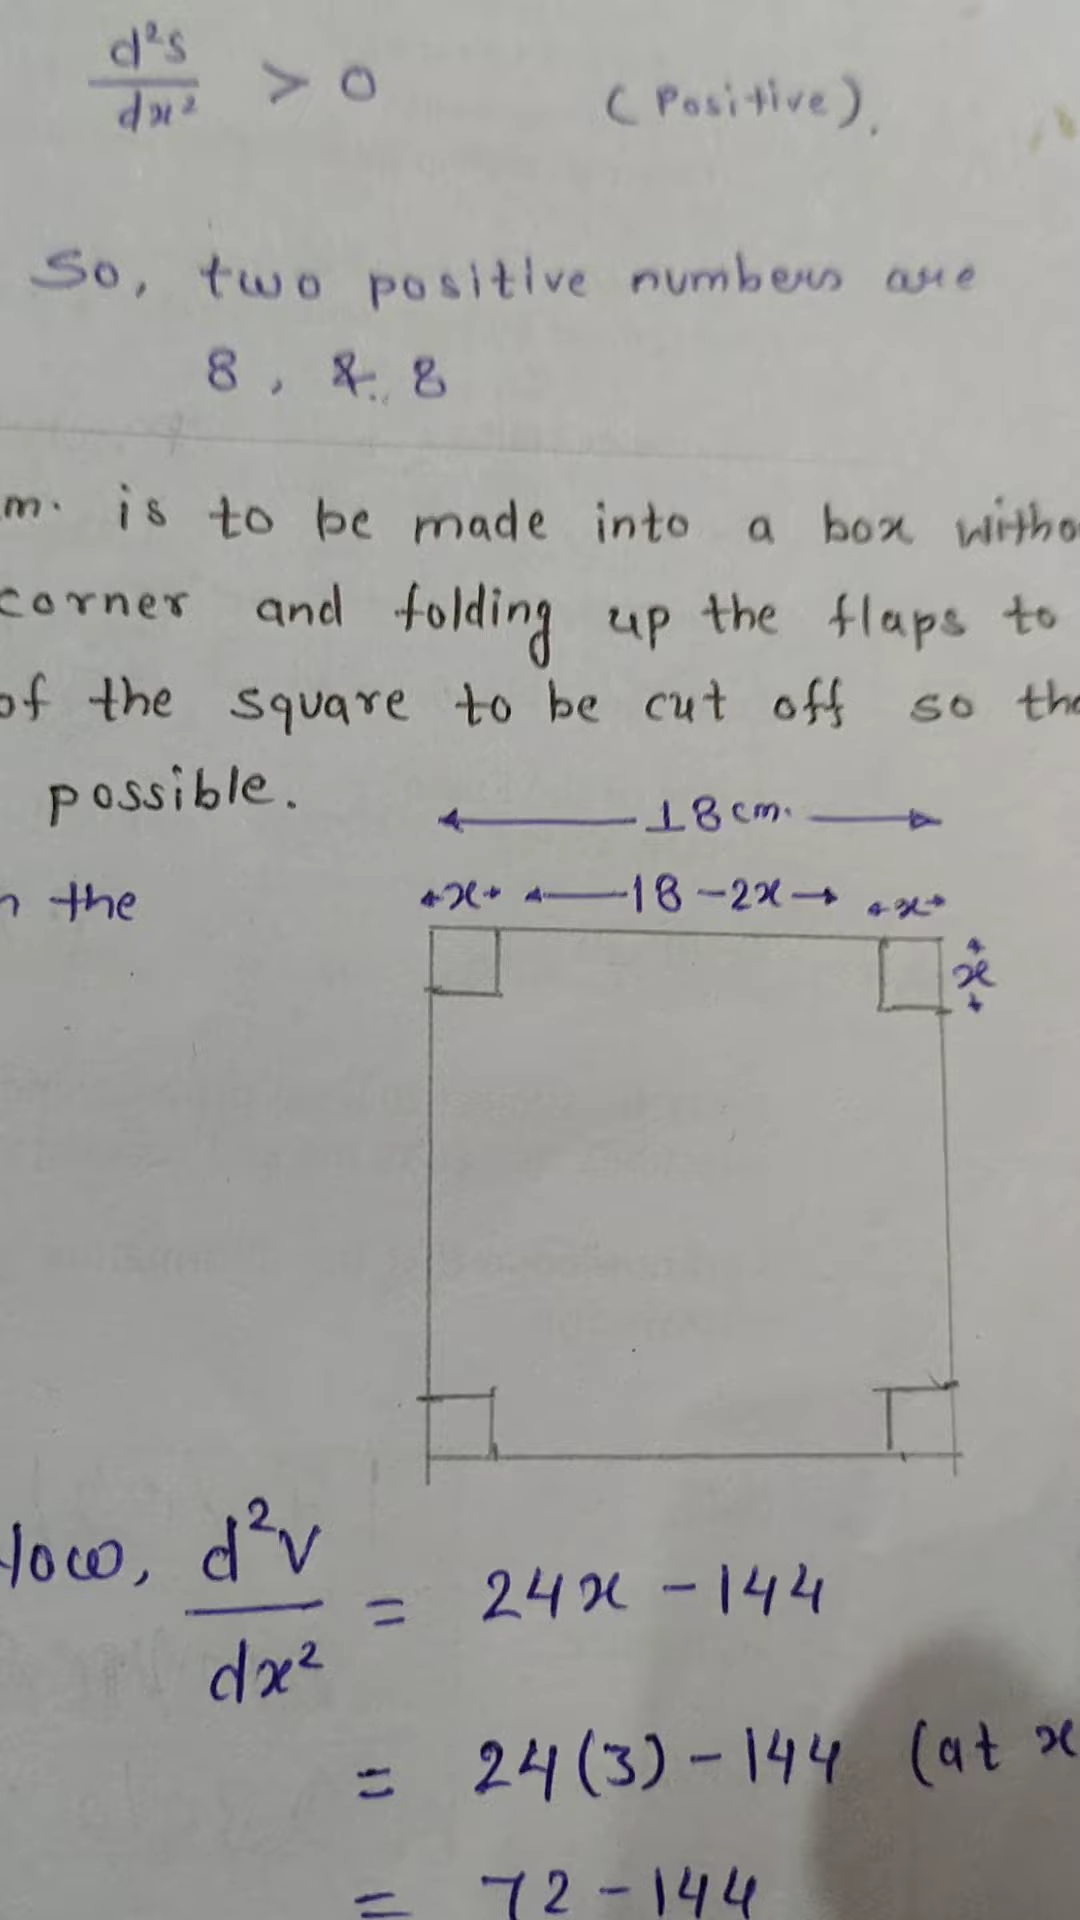 d²s/dx² > 0 (Positive).
So, two positive numbers are
8, & 8
m. is to be made into a box witho
corner and folding up the flaps to
of the square to be cut off so tha
possible.
18 cm.
x 18-2x x
the
x
Now, d²V/dx² = 24x - 144
= 24(3) - 144 (at x
= 72 - 144